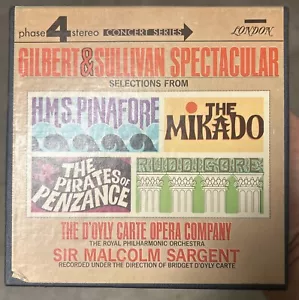 phase 4 stereo CONCERT SERIES
LONDON
GILBERT & SULLIVAN SPECTACULAR
SELECTIONS FROM
H.M.S. PINAFORE
THE
MIKADO
THE
PIRATES OF
PENZANCE
RUDDIGORE
THE D'OYLY CARTE OPERA COMPANY
THE ROYAL PHILHARMONIC ORCHESTRA
SIR MALCOLM SARGENT
RECORDED UNDER THE DIRECTION OF BRIDGET D'OYLY CARTE